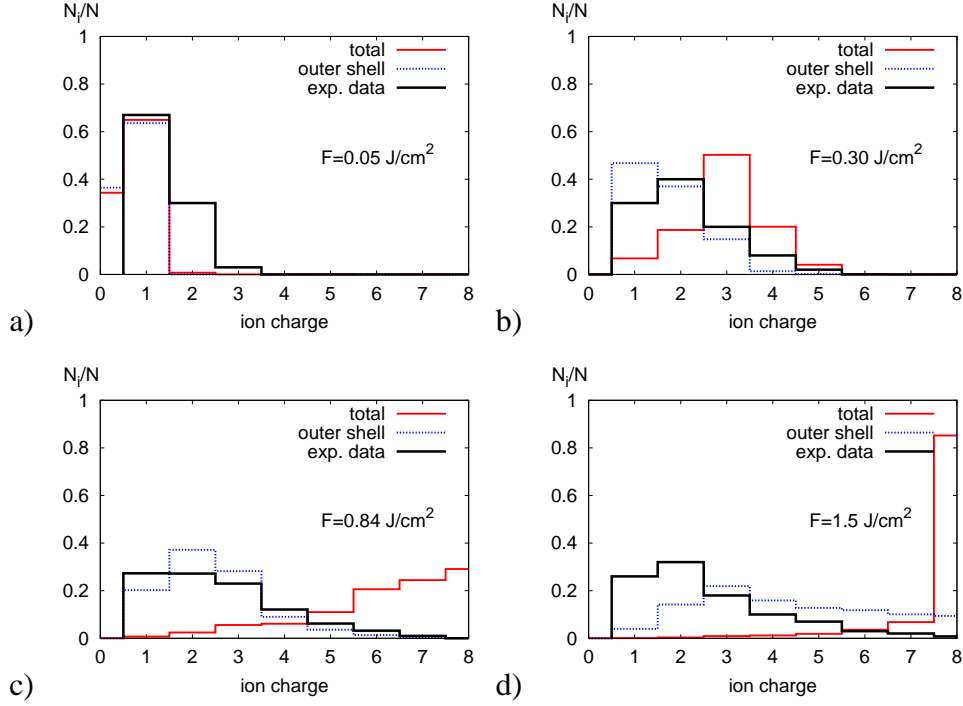 N_i/N
1
0.8
0.6
0.4
0.2
0
total
outer shell
exp. data
F=0.05 J/cm^2
0 1 2 3 4 5 6 7 8
ion charge
a)
N_i/N
1
0.8
0.6
0.4
0.2
0
total
outer shell
exp. data
F=0.30 J/cm^2
0 1 2 3 4 5 6 7 8
ion charge
b)
N_i/N
1
0.8
0.6
0.4
0.2
0
total
outer shell
exp. data
F=0.84 J/cm^2
0 1 2 3 4 5 6 7 8
ion charge
c)
N_i/N
1
0.8
0.6
0.4
0.2
0
total
outer shell
exp. data
F=1.5 J/cm^2
0 1 2 3 4 5 6 7 8
ion charge
d)